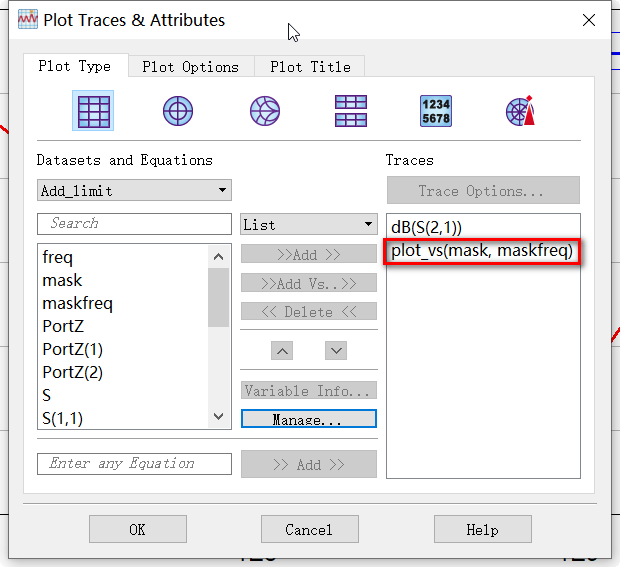 Plot Traces & Attributes
Plot Type
Plot Options
Plot Title
1234
5678
Datasets and Equations
Traces
Add_limit
Trace Options...
Search
List
dB(S(2,1))
plot_vs(mask, maskfreq)
freq
mask
maskfreq
PortZ
PortZ(1)
PortZ(2)
S
S(1,1)
>>Add >>
>>Add Vs..>>
<< Delete <<
Variable Info...
Manage...
Enter any Equation
>> Add >>
OK
Cancel
Help